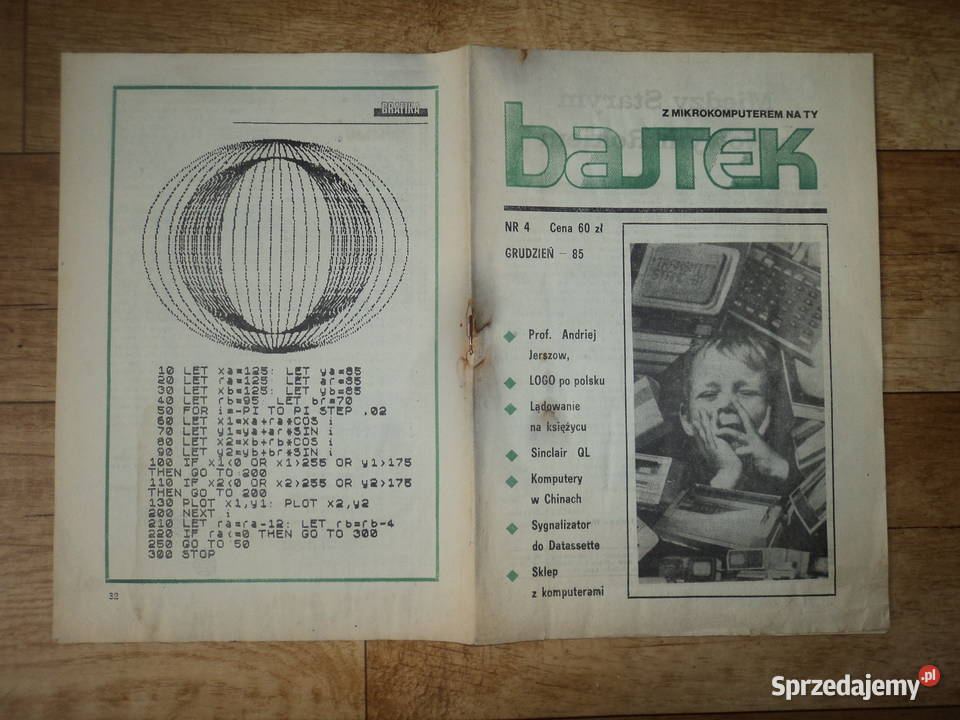 GRAFIKA
10 LET xa=125: LET ya=85
20 LET ra=125: LET ar=85
30 LET xb=125: LET yb=85
40 LET rb=95: LET br=70
50 FOR i=-PI TO PI STEP .02
60 LET x1=xa+ra*COS i
70 LET y1=ya+ar*SIN i
80 LET x2=xb+rb*COS i
90 LET y2=yb+br*SIN i
100 IF x1<0 OR x1>255 OR y1>175
THEN GO TO 200
110 IF x2<0 OR x2>255 OR y2>175
THEN GO TO 200
130 PLOT x1,y1: PLOT x2,y2
200 NEXT i
210 LET ra=ra-12: LET rb=rb-4
220 IF ra<=0 THEN GO TO 300
250 GO TO 50
300 STOP
32
Z MIKROKOMPUTEREM NA TY
bajtek
NR 4 Cena 60 zł
GRUDZIEŃ – 85
Prof. Andriej
Jerszow,
LOGO po polsku
Lądowanie
na księżycu
Sinclair QL
Komputery
w Chinach
Sygnalizator
do Datassette
Sklep
z komputerami
Sprzedajemy.pl